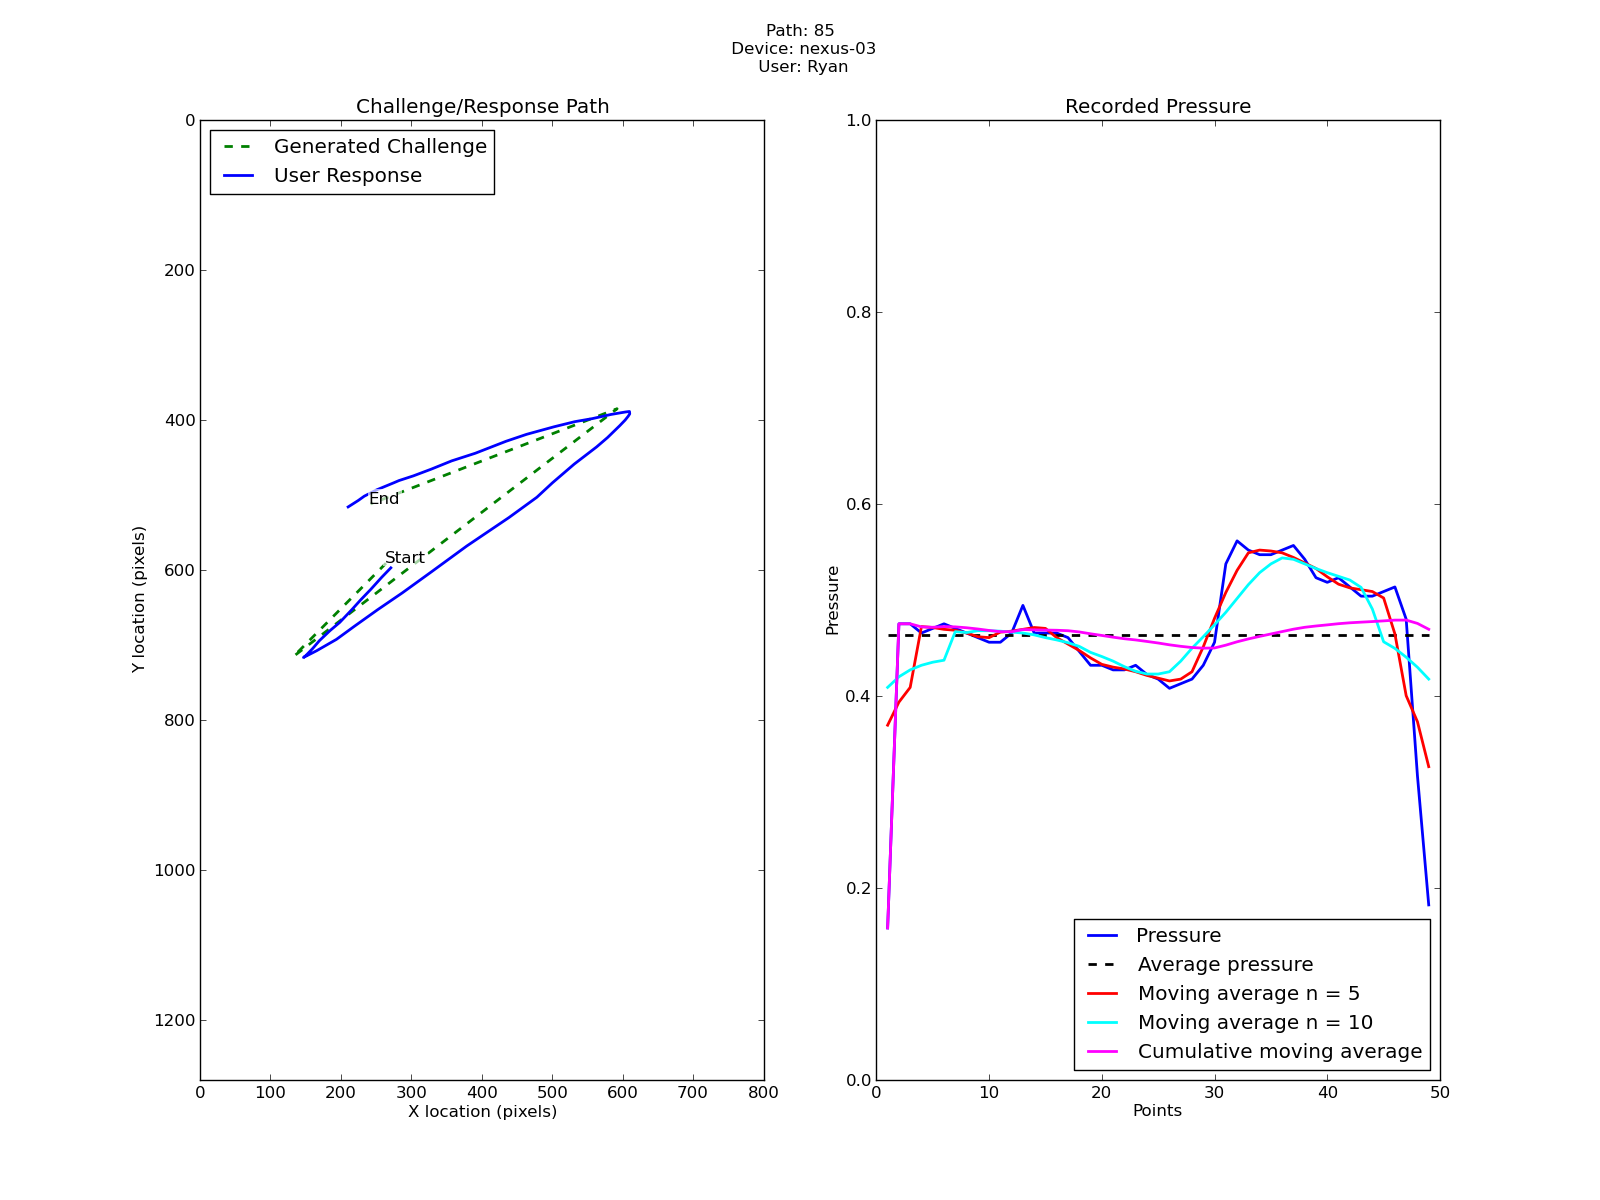 Path: 85
Device: nexus-03
User: Ryan
Challenge/Response Path
0
200
400
600
800
1000
1200
Y location (pixels)
Generated Challenge
User Response
End
Start
0 100 200 300 400 500 600 700 800
X location (pixels)
Recorded Pressure
1.0
0.8
0.6
0.4
0.2
0.0
Pressure
Pressure
Average pressure
Moving average n = 5
Moving average n = 10
Cumulative moving average
0 10 20 30 40 50
Points